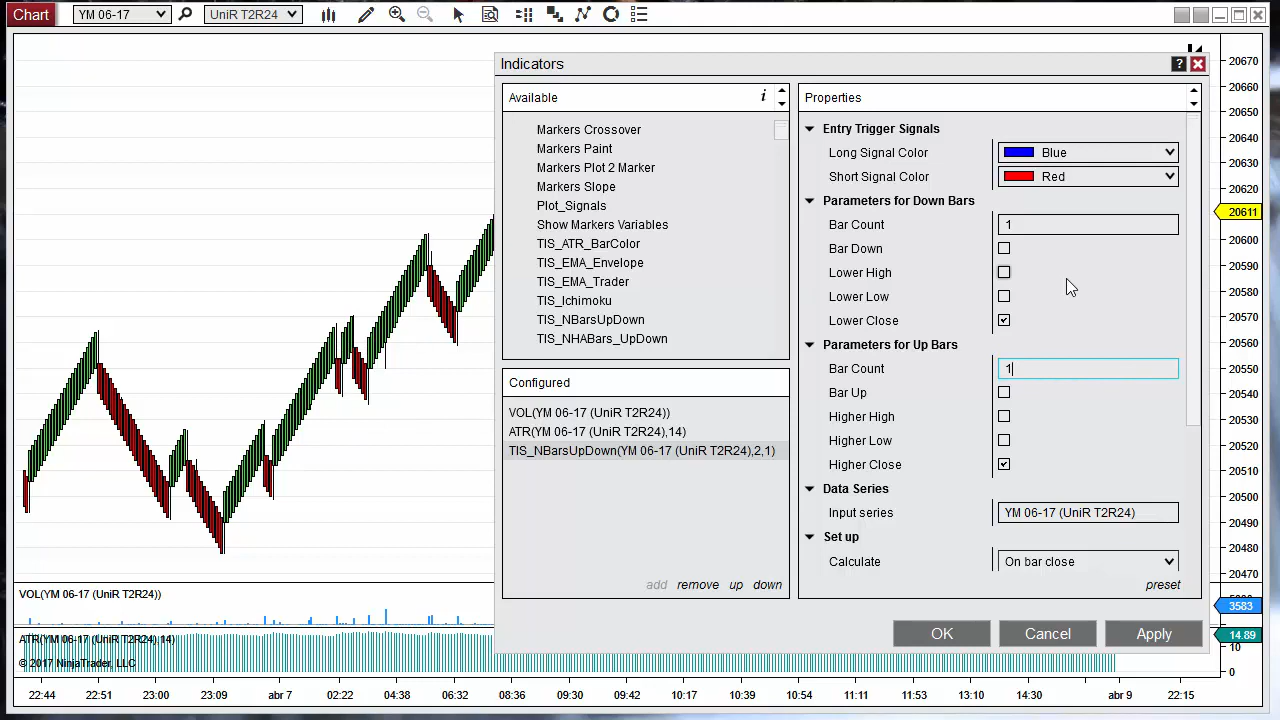 Chart
YM 06-17
UniR T2R24
Indicators
?
Available
i
Markers Crossover
Markers Paint
Markers Plot 2 Marker
Markers Slope
Plot_Signals
Show Markers Variables
TIS_ATR_BarColor
TIS_EMA_Envelope
TIS_EMA_Trader
TIS_Ichimoku
TIS_NBarsUpDown
TIS_NHABars_UpDown
Configured
VOL(YM 06-17 (UniR T2R24))
ATR(YM 06-17 (UniR T2R24),14)
TIS_NBarsUpDown(YM 06-17 (UniR T2R24),2,1)
add remove up down
Properties
Entry Trigger Signals
Long Signal Color Blue
Short Signal Color Red
Parameters for Down Bars
Bar Count 1
Bar Down
Lower High
Lower Low
Lower Close
Parameters for Up Bars
Bar Count 1
Bar Up
Higher High
Higher Low
Higher Close
Data Series
Input series YM 06-17 (UniR T2R24)
Set up
Calculate On bar close
preset
OK Cancel Apply
20670
20660
20650
20640
20630
20620
20611
20600
20590
20580
20570
20560
20550
20540
20530
20520
20510
20500
20490
20480
20470
VOL(YM 06-17 (UniR T2R24))
3583
ATR(YM 06-17 (UniR T2R24),14)
14.89
10
0
© 2017 NinjaTrader, LLC
22:44 22:51 23:00 23:09 abr 7 02:22 04:38 06:32 08:36 09:30 09:42 10:17 10:39 10:54 11:11 11:53 13:10 14:30 abr 9 22:15